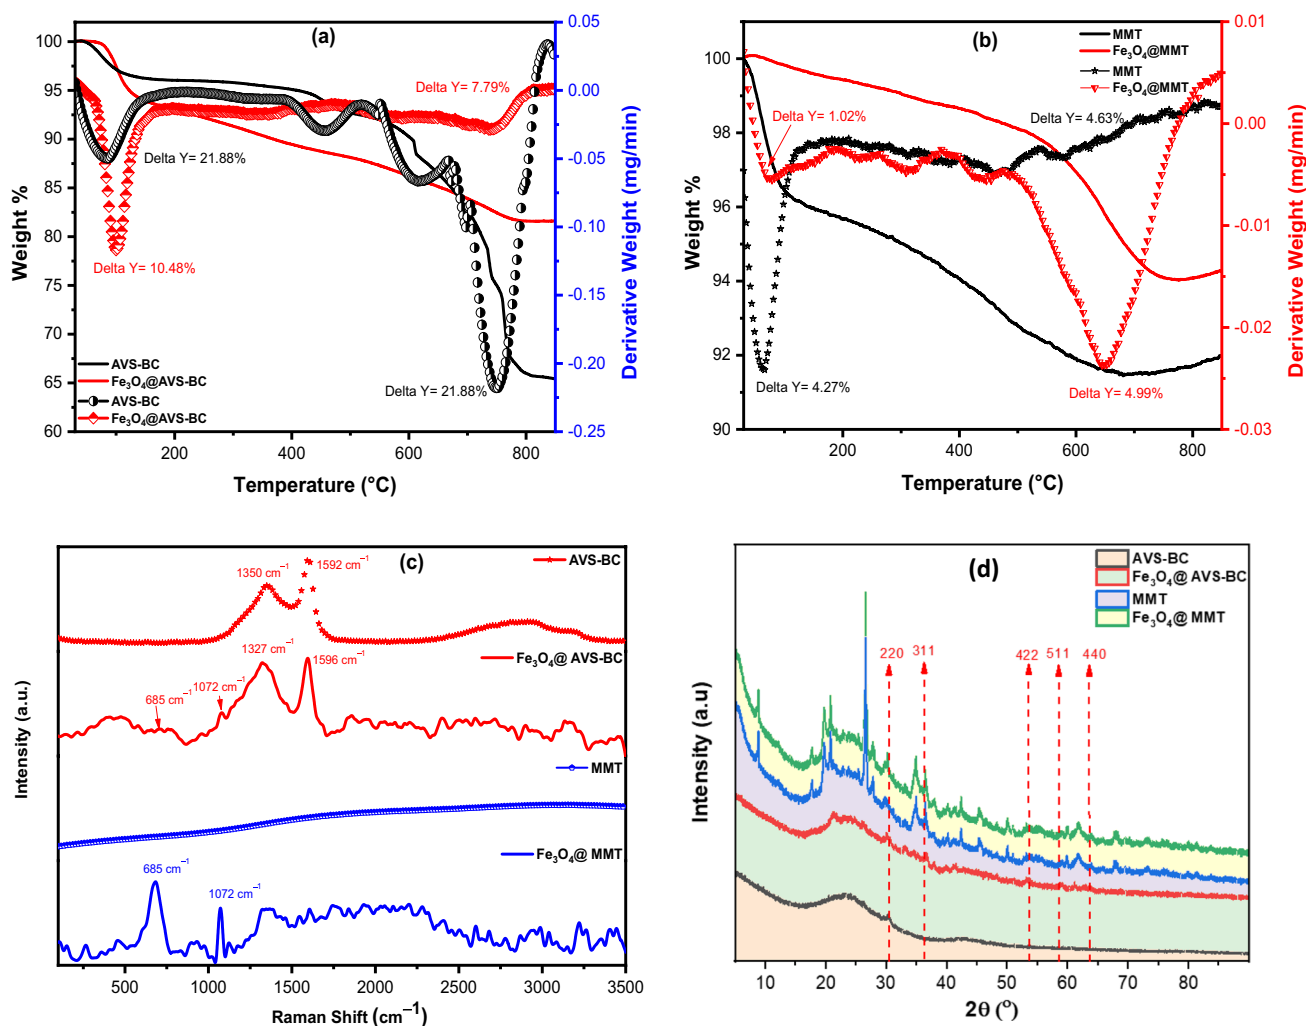 (a)
100
95
90
85
80
75
70
65
60
0.05
0.00
-0.05
-0.10
-0.15
-0.20
-0.25
Weight %
Derivative Weight (mg/min)
Delta Y= 7.79%
Delta Y= 21.88%
Delta Y= 10.48%
Delta Y= 21.88%
AVS-BC
Fe₃O₄@AVS-BC
AVS-BC
Fe₃O₄@AVS-BC
200
400
600
800
Temperature (°C)
(b)
MMT
Fe₃O₄@MMT
MMT
Fe₃O₄@MMT
100
98
96
94
92
90
0.01
0.00
-0.01
-0.02
-0.03
Weight %
Derivative Weight (mg/min)
Delta Y= 1.02%
Delta Y= 4.63%
Delta Y= 4.27%
Delta Y= 4.99%
200
400
600
800
Temperature (°C)
(c)
1350 cm⁻¹
1592 cm⁻¹
AVS-BC
1327 cm⁻¹
1596 cm⁻¹
Fe₃O₄@ AVS-BC
685 cm⁻¹
1072 cm⁻¹
MMT
Fe₃O₄@ MMT
685 cm⁻¹
1072 cm⁻¹
Intensity (a.u.)
500
1000
1500
2000
2500
3000
3500
Raman Shift (cm⁻¹)
(d)
AVS-BC
Fe₃O₄@ AVS-BC
MMT
Fe₃O₄@ MMT
220
311
422
511
440
Intensity (a.u)
10
20
30
40
50
60
70
80
2θ (°)